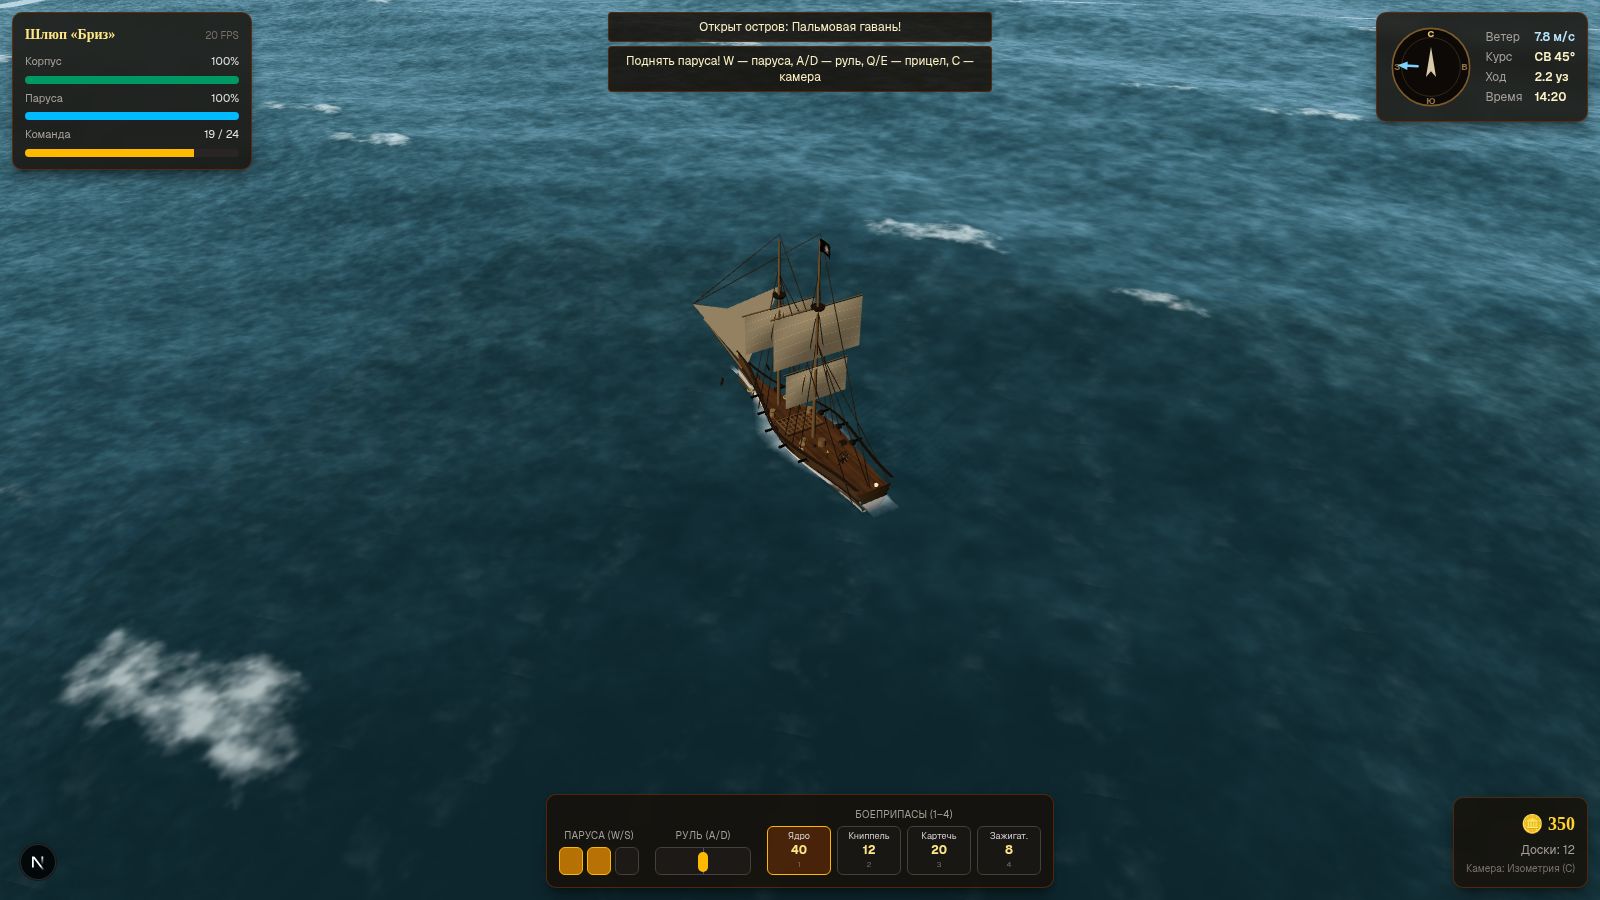 Шлюп «Бриз»
20 FPS
Корпус 100%
Паруса 100%
Команда 19 / 24
Открыт остров: Пальмовая гавань!
Поднять паруса! W — паруса, A/D — руль, Q/E — прицел, C —
камера
С
З
В
Ю
Ветер 7.8 м/с
Курс СВ 45°
Ход 2.2 уз
Время 14:20
N
БОЕПРИПАСЫ (1–4)
ПАРУСА (W/S)
РУЛЬ (A/D)
Ядро
40
1
Книппель
12
2
Картечь
20
3
Зажигат.
8
4
350
Доски: 12
Камера: Изометрия (C)